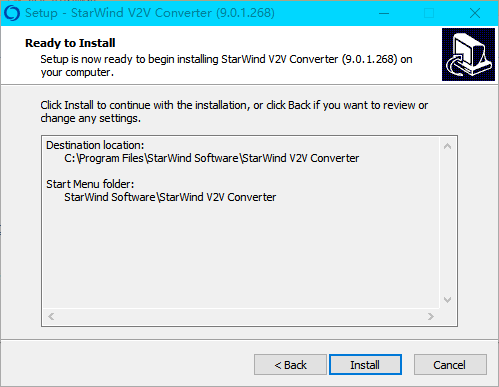 Setup - StarWind V2V Converter (9.0.1.268)
Ready to Install
Setup is now ready to begin installing StarWind V2V Converter (9.0.1.268) on
your computer.
Click Install to continue with the installation, or click Back if you want to review or
change any settings.
Destination location:
C:\Program Files\StarWind Software\StarWind V2V Converter
Start Menu folder:
StarWind Software\StarWind V2V Converter
< Back
Install
Cancel